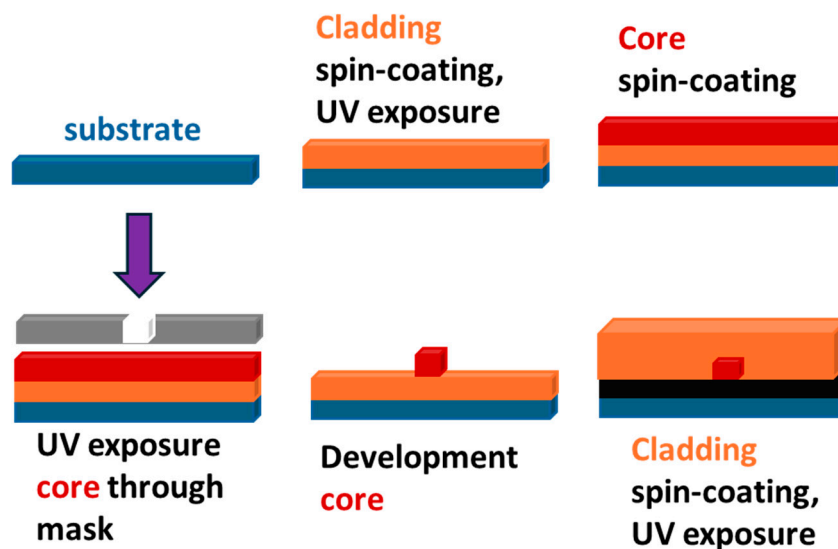 substrate
Cladding
spin-coating,
UV exposure
Core
spin-coating
UV exposure
core through
mask
Development
core
Cladding
spin-coating,
UV exposure